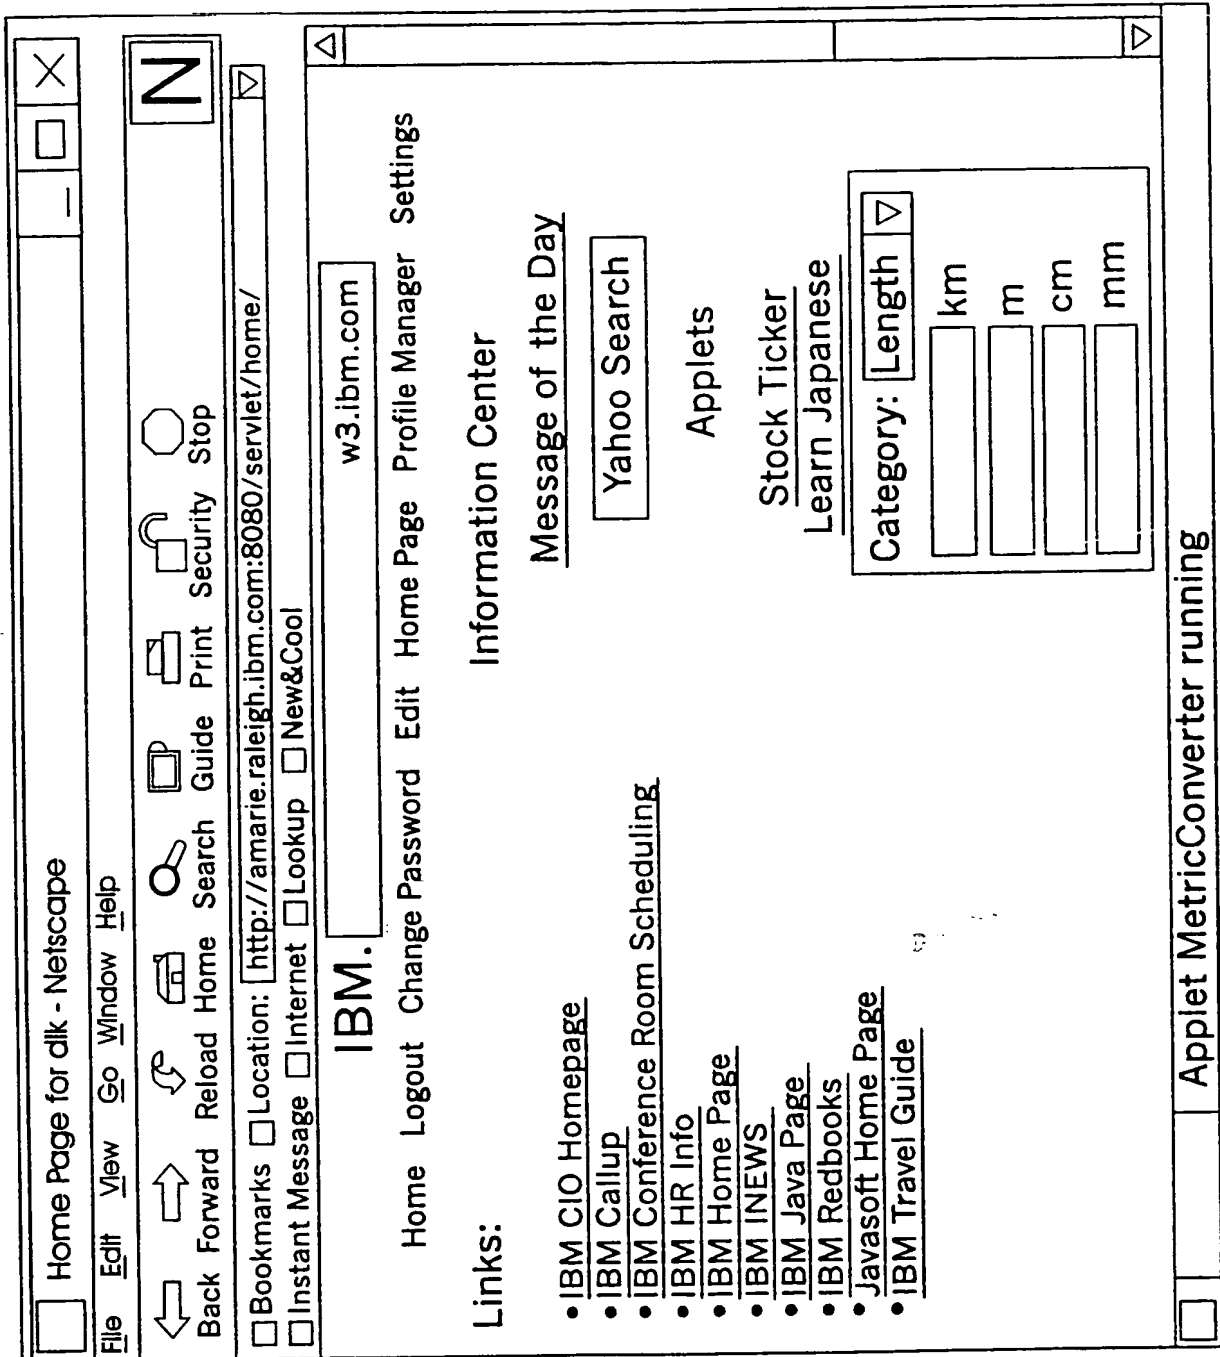 Home Page for dlk - Netscape
File Edit View Go Window Help
N
Back Forward Reload Home Search Guide Print Security Stop
Bookmarks Location: http://amarie.raleigh.ibm.com:8080/servlet/home/
Instant Message Internet Lookup New&Cool
IBM. w3.ibm.com
Home Logout Change Password Edit Home Page Profile Manager Settings
Links:
• IBM CIO Homepage
• IBM Callup
• IBM Conference Room Scheduling
• IBM HR Info
• IBM Home Page
• IBM INEWS
• IBM Java Page
• IBM Redbooks
• Javasoft Home Page
• IBM Travel Guide
Information Center
Message of the Day
Yahoo Search
Applets
Stock Ticker
Learn Japanese
Category: Length
km
m
cm
mm
Applet MetricConverter running